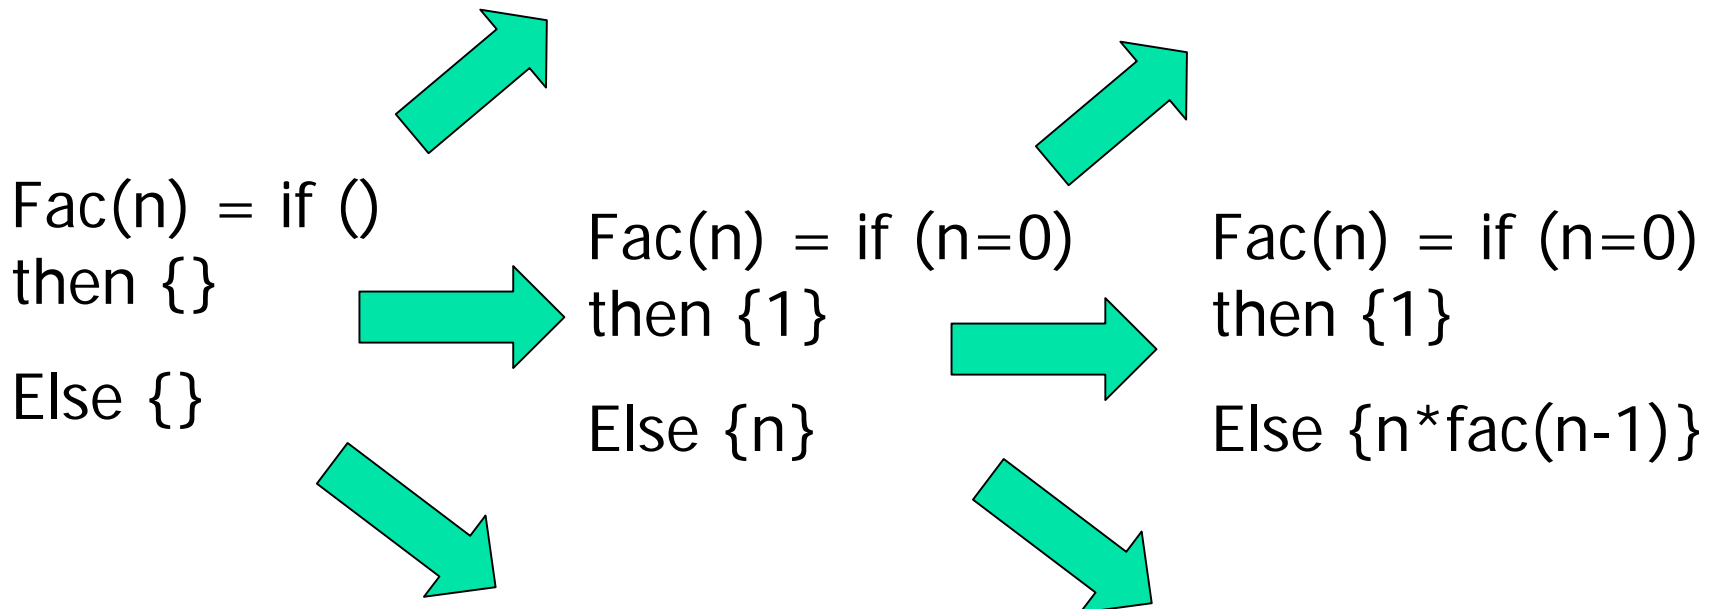 Fac(n) = if ()
then {}
Else {}
Fac(n) = if (n=0)
then {1}
Else {n}
Fac(n) = if (n=0)
then {1}
Else {n*fac(n-1)}